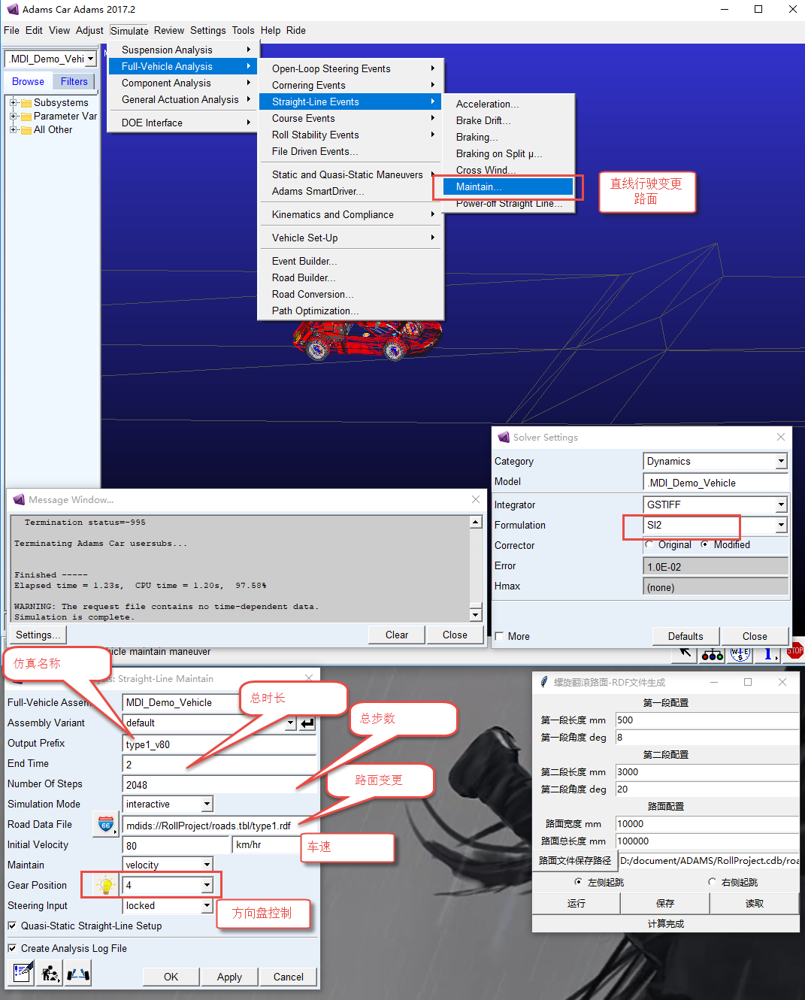 Adams Car Adams 2017.2
File Edit View Adjust Simulate Review Settings Tools Help Ride
.MDI_Demo_Vehi
Browse Filters
Subsystems
Parameter Var
All Other
Suspension Analysis
Full-Vehicle Analysis
Component Analysis
General Actuation Analysis
DOE Interface
Open-Loop Steering Events
Cornering Events
Straight-Line Events
Course Events
Roll Stability Events
File Driven Events...
Static and Quasi-Static Maneuvers
Adams SmartDriver...
Kinematics and Compliance
Vehicle Set-Up
Event Builder...
Road Builder...
Road Conversion...
Path Optimization...
Acceleration...
Brake Drift...
Braking...
Braking on Split μ...
Cross Wind...
Maintain...
Power-off Straight Line...
直线行驶变更
路面
Solver Settings
Category Dynamics
Model .MDI_Demo_Vehicle
Integrator GSTIFF
Formulation SI2
Corrector Original Modified
Error 1.0E-02
Hmax (none)
More Defaults Close
Message Window...
Termination status=-995
Terminating Adams Car usersubs...
Finished -----
Elapsed time = 1.23s, CPU time = 1.20s, 97.58%
WARNING: The request file contains no time-dependent data.
Simulation is complete.
Settings... Clear Close
hicle maintain maneuver
STOP
仿真名称
总时长
总步数
路面变更
车速
方向盘控制
sis: Straight-Line Maintain
Full-Vehicle Assem MDI_Demo_Vehicle
Assembly Variant default
Output Prefix type1_v80
End Time 2
Number Of Steps 2048
Simulation Mode interactive
Road Data File 66 mdids://RollProject/roads.tbl/type1.rdf
Initial Velocity 80 km/hr
Maintain velocity
Gear Position 4
Steering Input locked
Quasi-Static Straight-Line Setup
Create Analysis Log File
OK Apply Cancel
螺旋翻滚路面-RDF文件生成
第一段配置
第一段长度 mm 500
第一段角度 deg 8
第二段配置
第二段长度 mm 3000
第二段角度 deg 20
路面配置
路面宽度 mm 10000
路面总长度 mm 100000
路面文件保存路径 D:/document/ADAMS/RollProject.cdb/roa
左侧起跳 右侧起跳
运行 保存 读取
计算完成